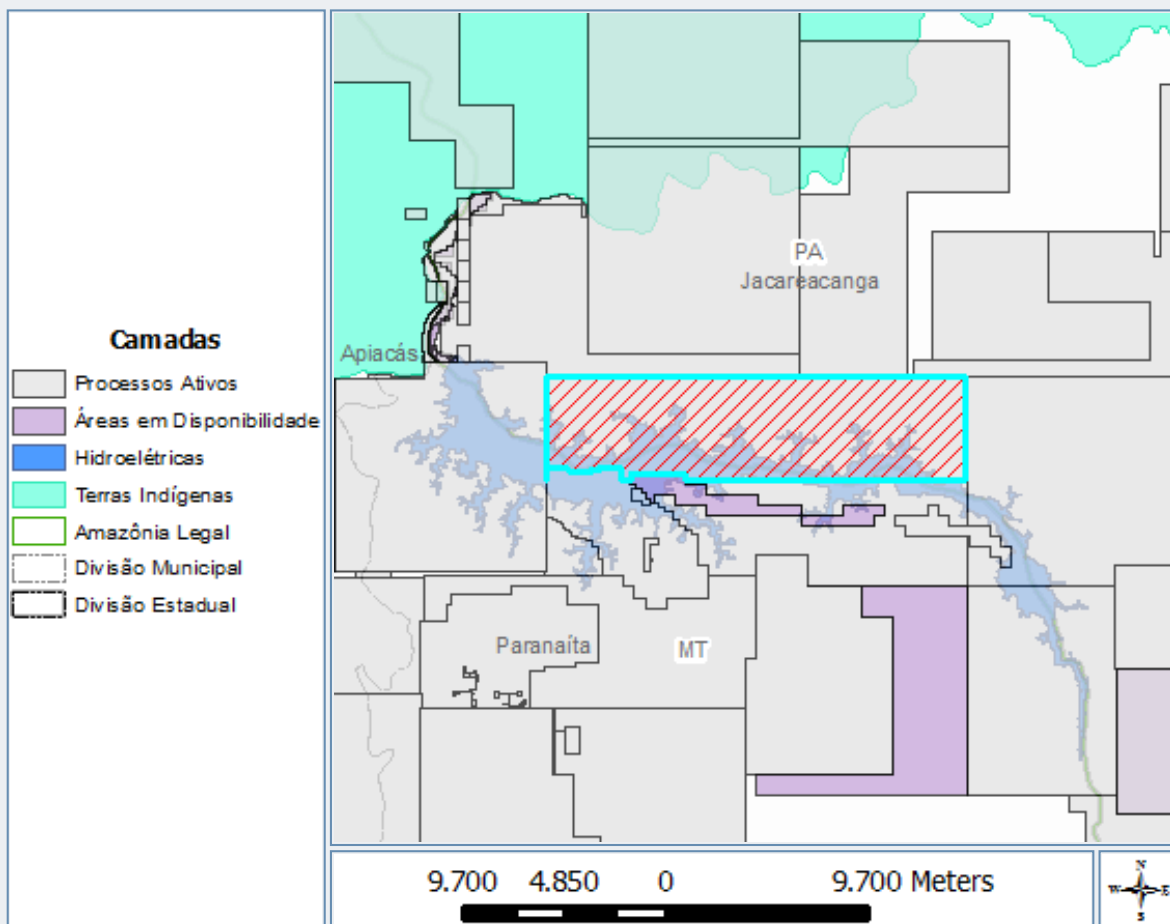 Camadas
Processos Ativos
Áreas em Disponibilidade
Hidroelétricas
Terras Indígenas
Amazônia Legal
Divisão Municipal
Divisão Estadual
PA
Jacareacanga
Apiacás
Paranaíta
MT
9.700 4.850 0 9.700 Meters
N
W E
S